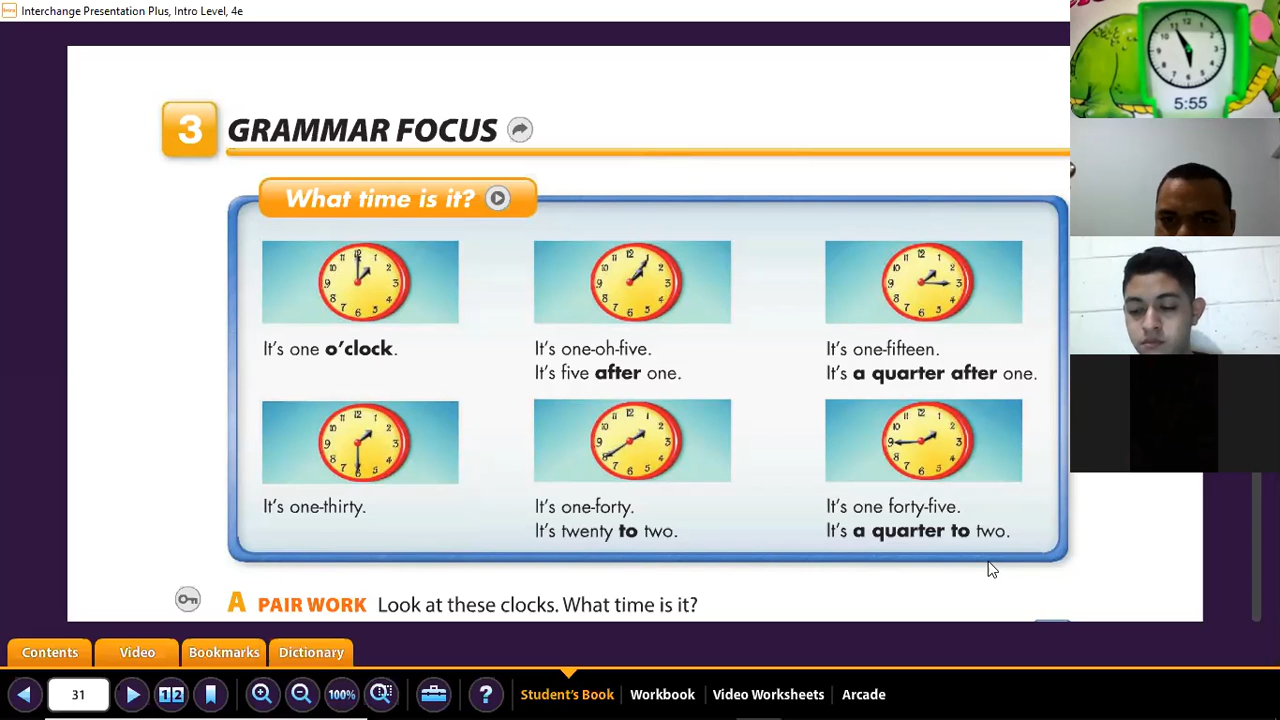 Interchange Presentation Plus, Intro Level, 4e
5:55
3 GRAMMAR FOCUS
What time is it?
It's one o'clock.
It's one-oh-five.
It's five after one.
It's one-fifteen.
It's a quarter after one.
It's one-thirty.
It's one-forty.
It's twenty to two.
It's one forty-five.
It's a quarter to two.
A PAIR WORK Look at these clocks. What time is it?
Contents Video Bookmarks Dictionary
31 1 2 100% ? Student's Book Workbook Video Worksheets Arcade